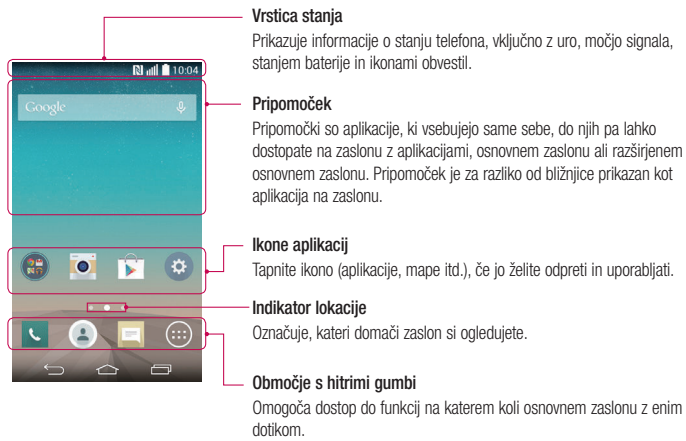 Vrstica stanja
Prikazuje informacije o stanju telefona, vključno z uro, močjo signala,
stanjem baterije in ikonami obvestil.
10:04
Google
Pripomoček
Pripomočki so aplikacije, ki vsebujejo same sebe, do njih pa lahko
dostopate na zaslonu z aplikacijami, osnovnem zaslonu ali razširjenem
osnovnem zaslonu. Pripomoček je za razliko od bližnjice prikazan kot
aplikacija na zaslonu.
Ikone aplikacij
Tapnite ikono (aplikacije, mape itd.), če jo želite odpreti in uporabljati.
Indikator lokacije
Označuje, kateri domači zaslon si ogledujete.
Območje s hitrimi gumbi
Omogoča dostop do funkcij na katerem koli osnovnem zaslonu z enim
dotikom.